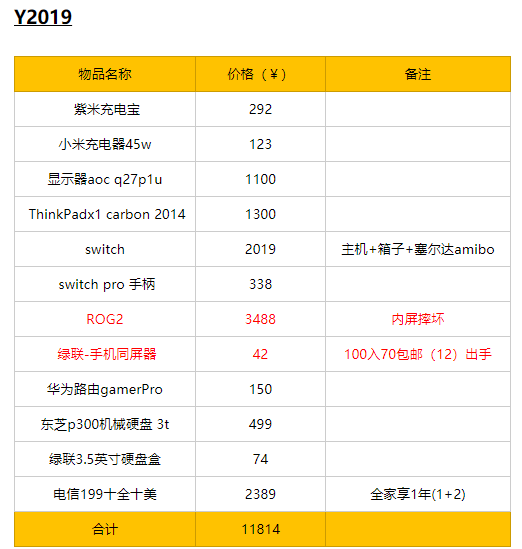 Y2019
物品名称 价格（￥） 备注
紫米充电宝 292
小米充电器45w 123
显示器aoc q27p1u 1100
ThinkPadx1 carbon 2014 1300
switch 2019 主机+箱子+塞尔达amibo
switch pro 手柄 338
ROG2 3488 内屏摔坏
绿联-手机同屏器 42 100入70包邮（12）出手
华为路由gamerPro 150
东芝p300机械硬盘 3t 499
绿联3.5英寸硬盘盒 74
电信199十全十美 2389 全家享1年(1+2)
合计 11814